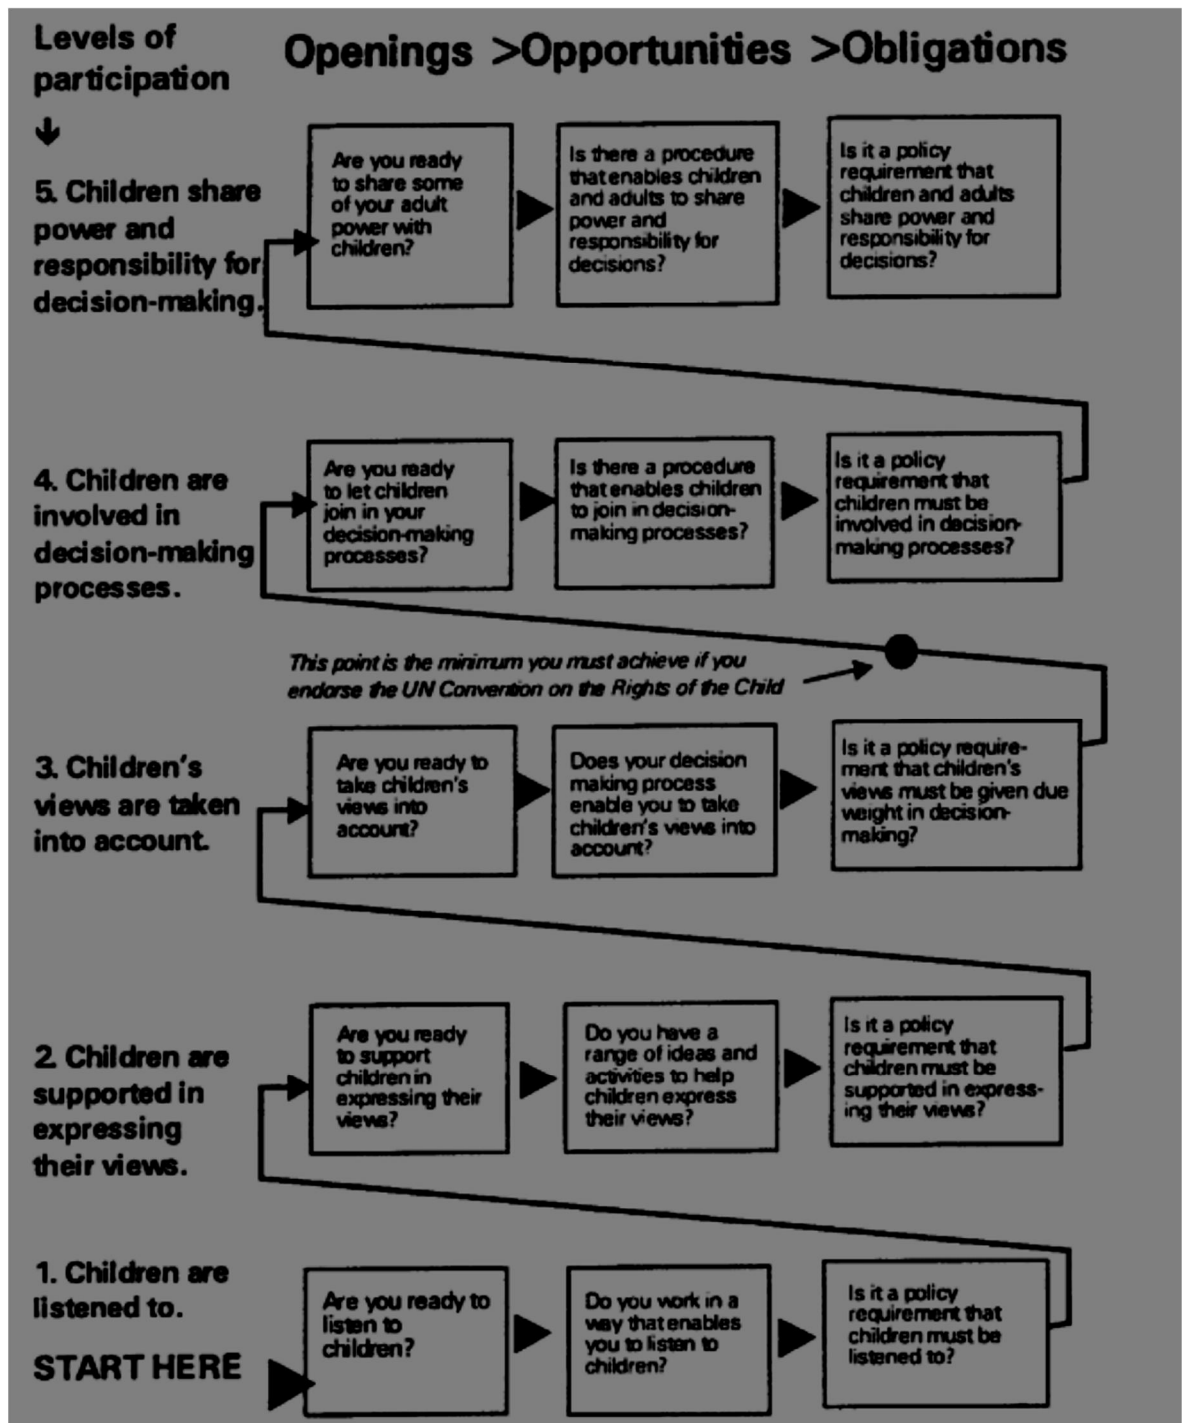 Levels of
participation
Openings >Opportunities >Obligations
5. Children share
power and
responsibility for
decision-making.
Are you ready
to share some
of your adult
power with
children?
Is there a procedure
that enables children
and adults to share
power and
responsibility for
decisions?
Is it a policy
requirement that
children and adults
share power and
responsibility for
decisions?
4. Children are
involved in
decision-making
processes.
Are you ready
to let children
join in your
decision-making
processes?
Is there a procedure
that enables children
to join in decision-
making processes?
Is it a policy
requirement that
children must be
involved in decision-
making processes?
This point is the minimum you must achieve if you
endorse the UN Convention on the Rights of the Child
3. Children's
views are taken
into account.
Are you ready to
take children's
views into
account?
Does your decision
making process
enable you to take
children's views into
account?
Is it a policy require-
ment that children's
views must be given due
weight in decision-
making?
2. Children are
supported in
expressing
their views.
Are you ready
to support
children in
expressing their
views?
Do you have a
range of ideas and
activities to help
children express
their views?
Is it a policy
requirement that
children must be
supported in express-
ing their views?
1. Children are
listened to.
START HERE
Are you ready to
listen to
children?
Do you work in a
way that enables
you to listen to
children?
Is it a policy
requirement that
children must be
listened to?